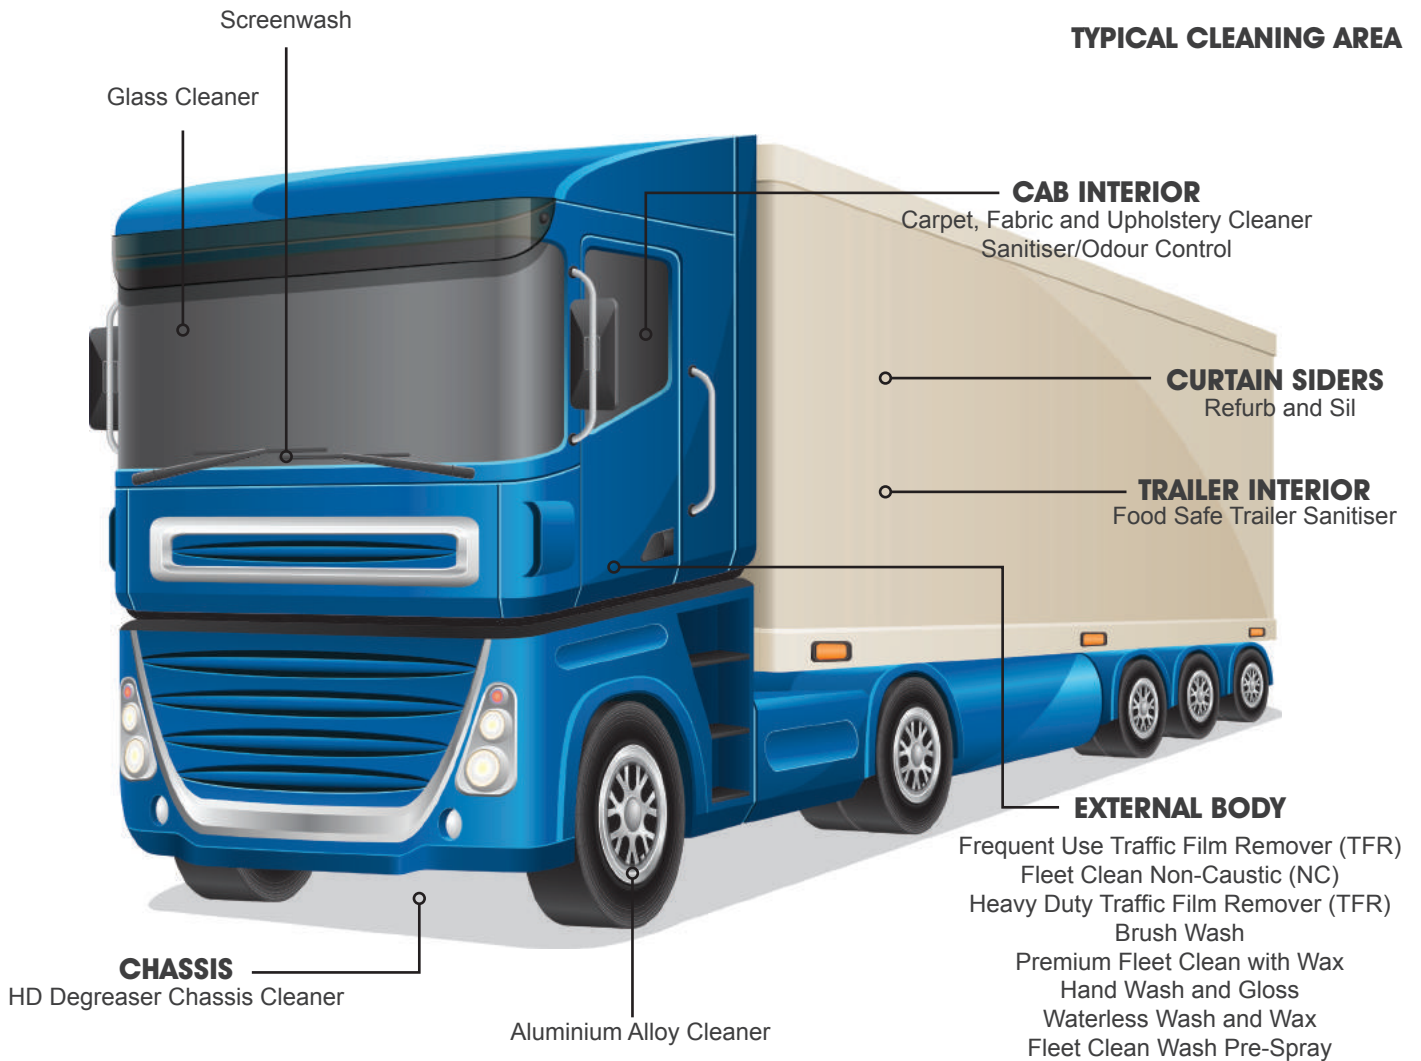 Screenwash
TYPICAL CLEANING AREA
Glass Cleaner
CAB INTERIOR
Carpet, Fabric and Upholstery Cleaner
Sanitiser/Odour Control
CURTAIN SIDERS
Refurb and Sil
TRAILER INTERIOR
Food Safe Trailer Sanitiser
EXTERNAL BODY
Frequent Use Traffic Film Remover (TFR)
Fleet Clean Non-Caustic (NC)
Heavy Duty Traffic Film Remover (TFR)
Brush Wash
Premium Fleet Clean with Wax
Hand Wash and Gloss
Waterless Wash and Wax
Fleet Clean Wash Pre-Spray
CHASSIS
HD Degreaser Chassis Cleaner
Aluminium Alloy Cleaner